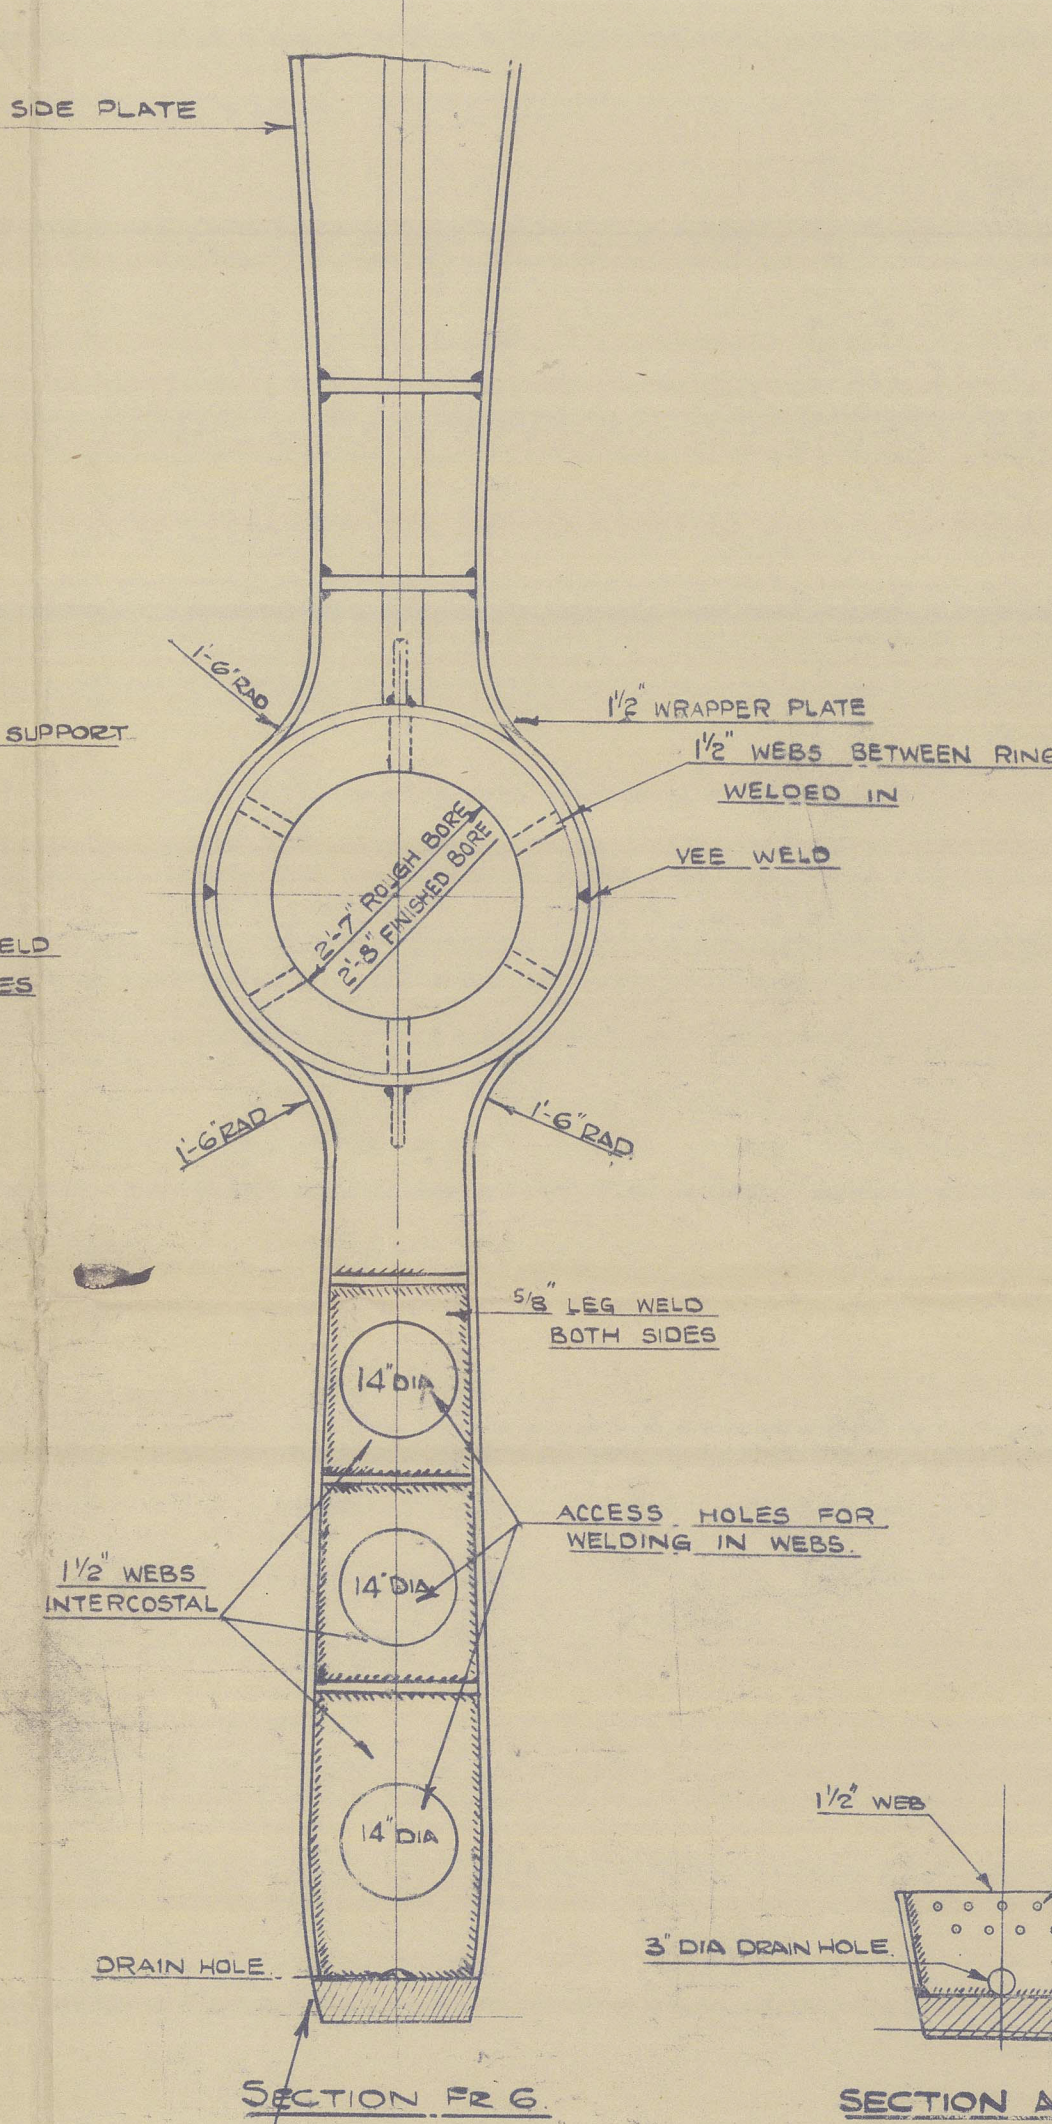 SIDE PLATE
1'-6" RAD
SUPPORT
1½" WRAPPER PLATE
1½" WEBS BETWEEN RING
WELDED IN
2'-7" ROUGH BORE
2'-8" FINISHED BORE
VEE WELD
ELD
ES
1'-6" RAD
1'-6" RAD.
5/8" LEG WELD
BOTH SIDES
14" DIA
ACCESS HOLES FOR
WELDING IN WEBS.
1½" WEBS
INTERCOSTAL
14" DIA
1½" WEB
14" DIA
3" DIA DRAIN HOLE.
DRAIN HOLE.
SECTION FR 6.
SECTION A